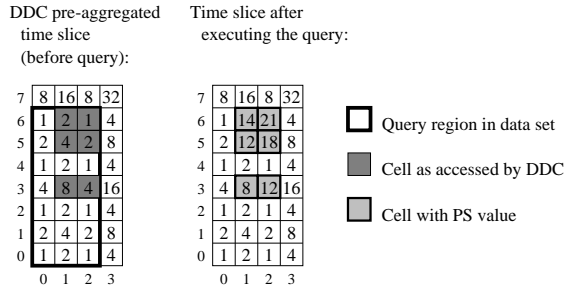 DDC pre-aggregated
time slice
(before query):
Time slice after
executing the query:
7 8 16 8 32
6 1 2 1 4
5 2 4 2 8
4 1 2 1 4
3 4 8 4 16
2 1 2 1 4
1 2 4 2 8
0 1 2 1 4
0 1 2 3
7 8 16 8 32
6 1 14 21 4
5 2 12 18 8
4 1 2 1 4
3 4 8 12 16
2 1 2 1 4
1 2 4 2 8
0 1 2 1 4
0 1 2 3
Query region in data set
Cell as accessed by DDC
Cell with PS value